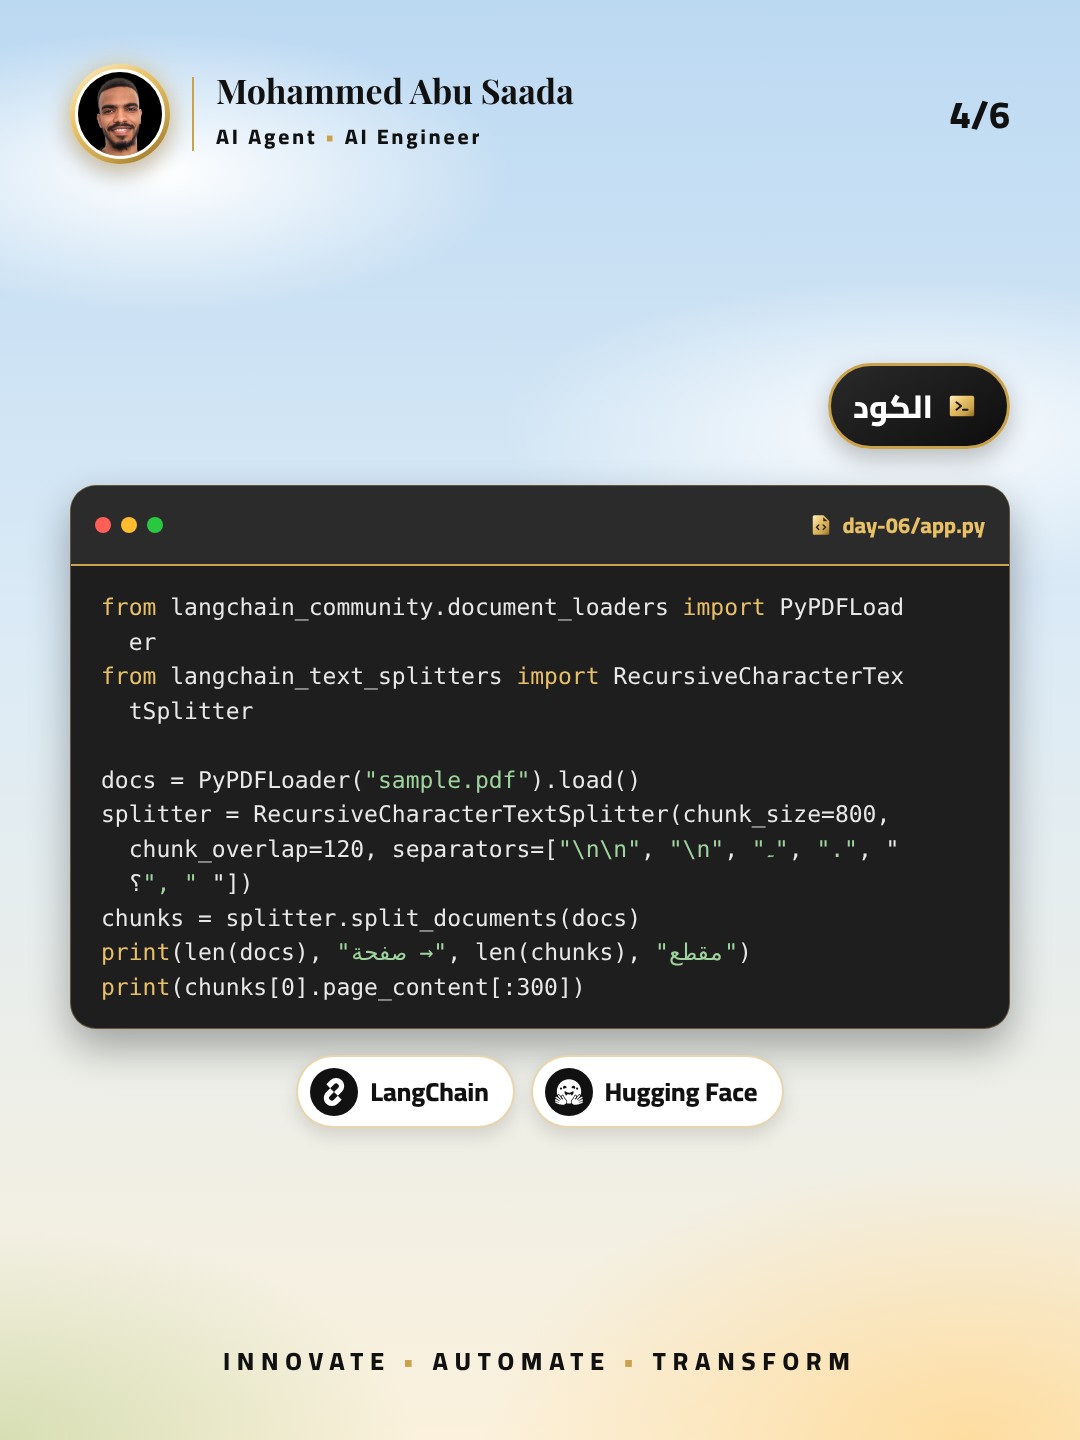 Mohammed Abu Saada
AI Agent ▪ AI Engineer
4/6
الكود
day-06/app.py
from langchain_community.document_loaders import PyPDFLoad
er
from langchain_text_splitters import RecursiveCharacterTex
tSplitter
docs = PyPDFLoader("sample.pdf").load()
splitter = RecursiveCharacterTextSplitter(chunk_size=800,
chunk_overlap=120, separators=["\n\n", "\n", "۔", ".", "
؟", " "])
chunks = splitter.split_documents(docs)
print(len(docs), "صفحة →", len(chunks), "مقطع")
print(chunks[0].page_content[:300])
LangChain
Hugging Face
INNOVATE ▪ AUTOMATE ▪ TRANSFORM